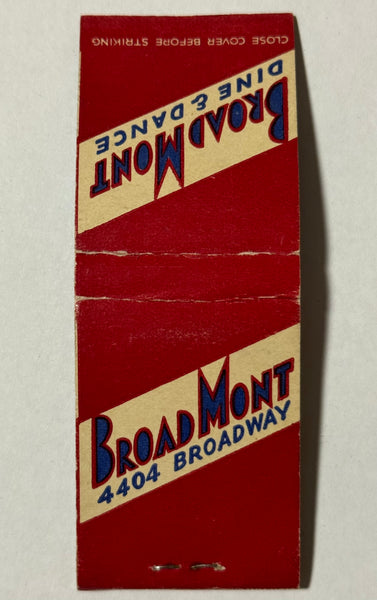 CLOSE COVER BEFORE STRIKING
BROADMONT
DINE & DANCE
BROADMONT
4404 BROADWAY